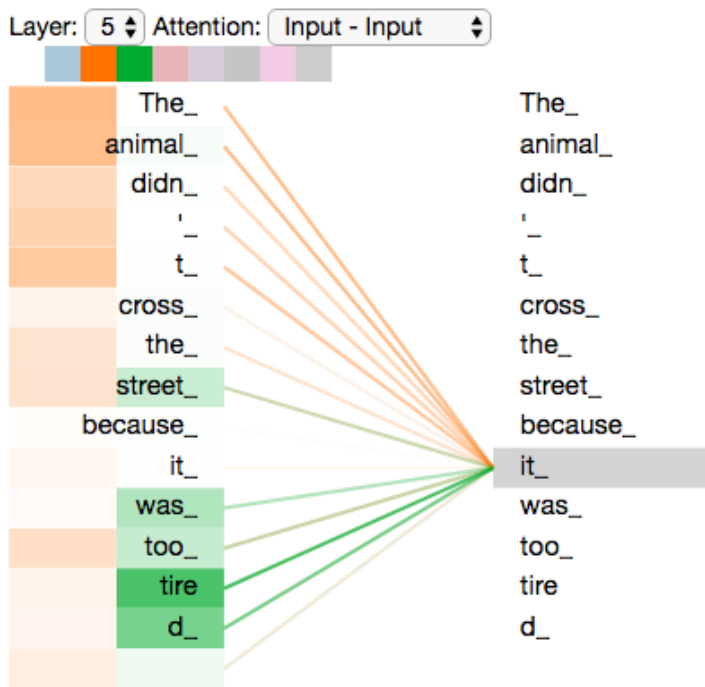 Layer: 5 Attention: Input - Input
The_ The_
animal_ animal_
didn_ didn_
'_ '_
t_ t_
cross_ cross_
the_ the_
street_ street_
because_ because_
it_ it_
was_ was_
too_ too_
tire tire
d_ d_